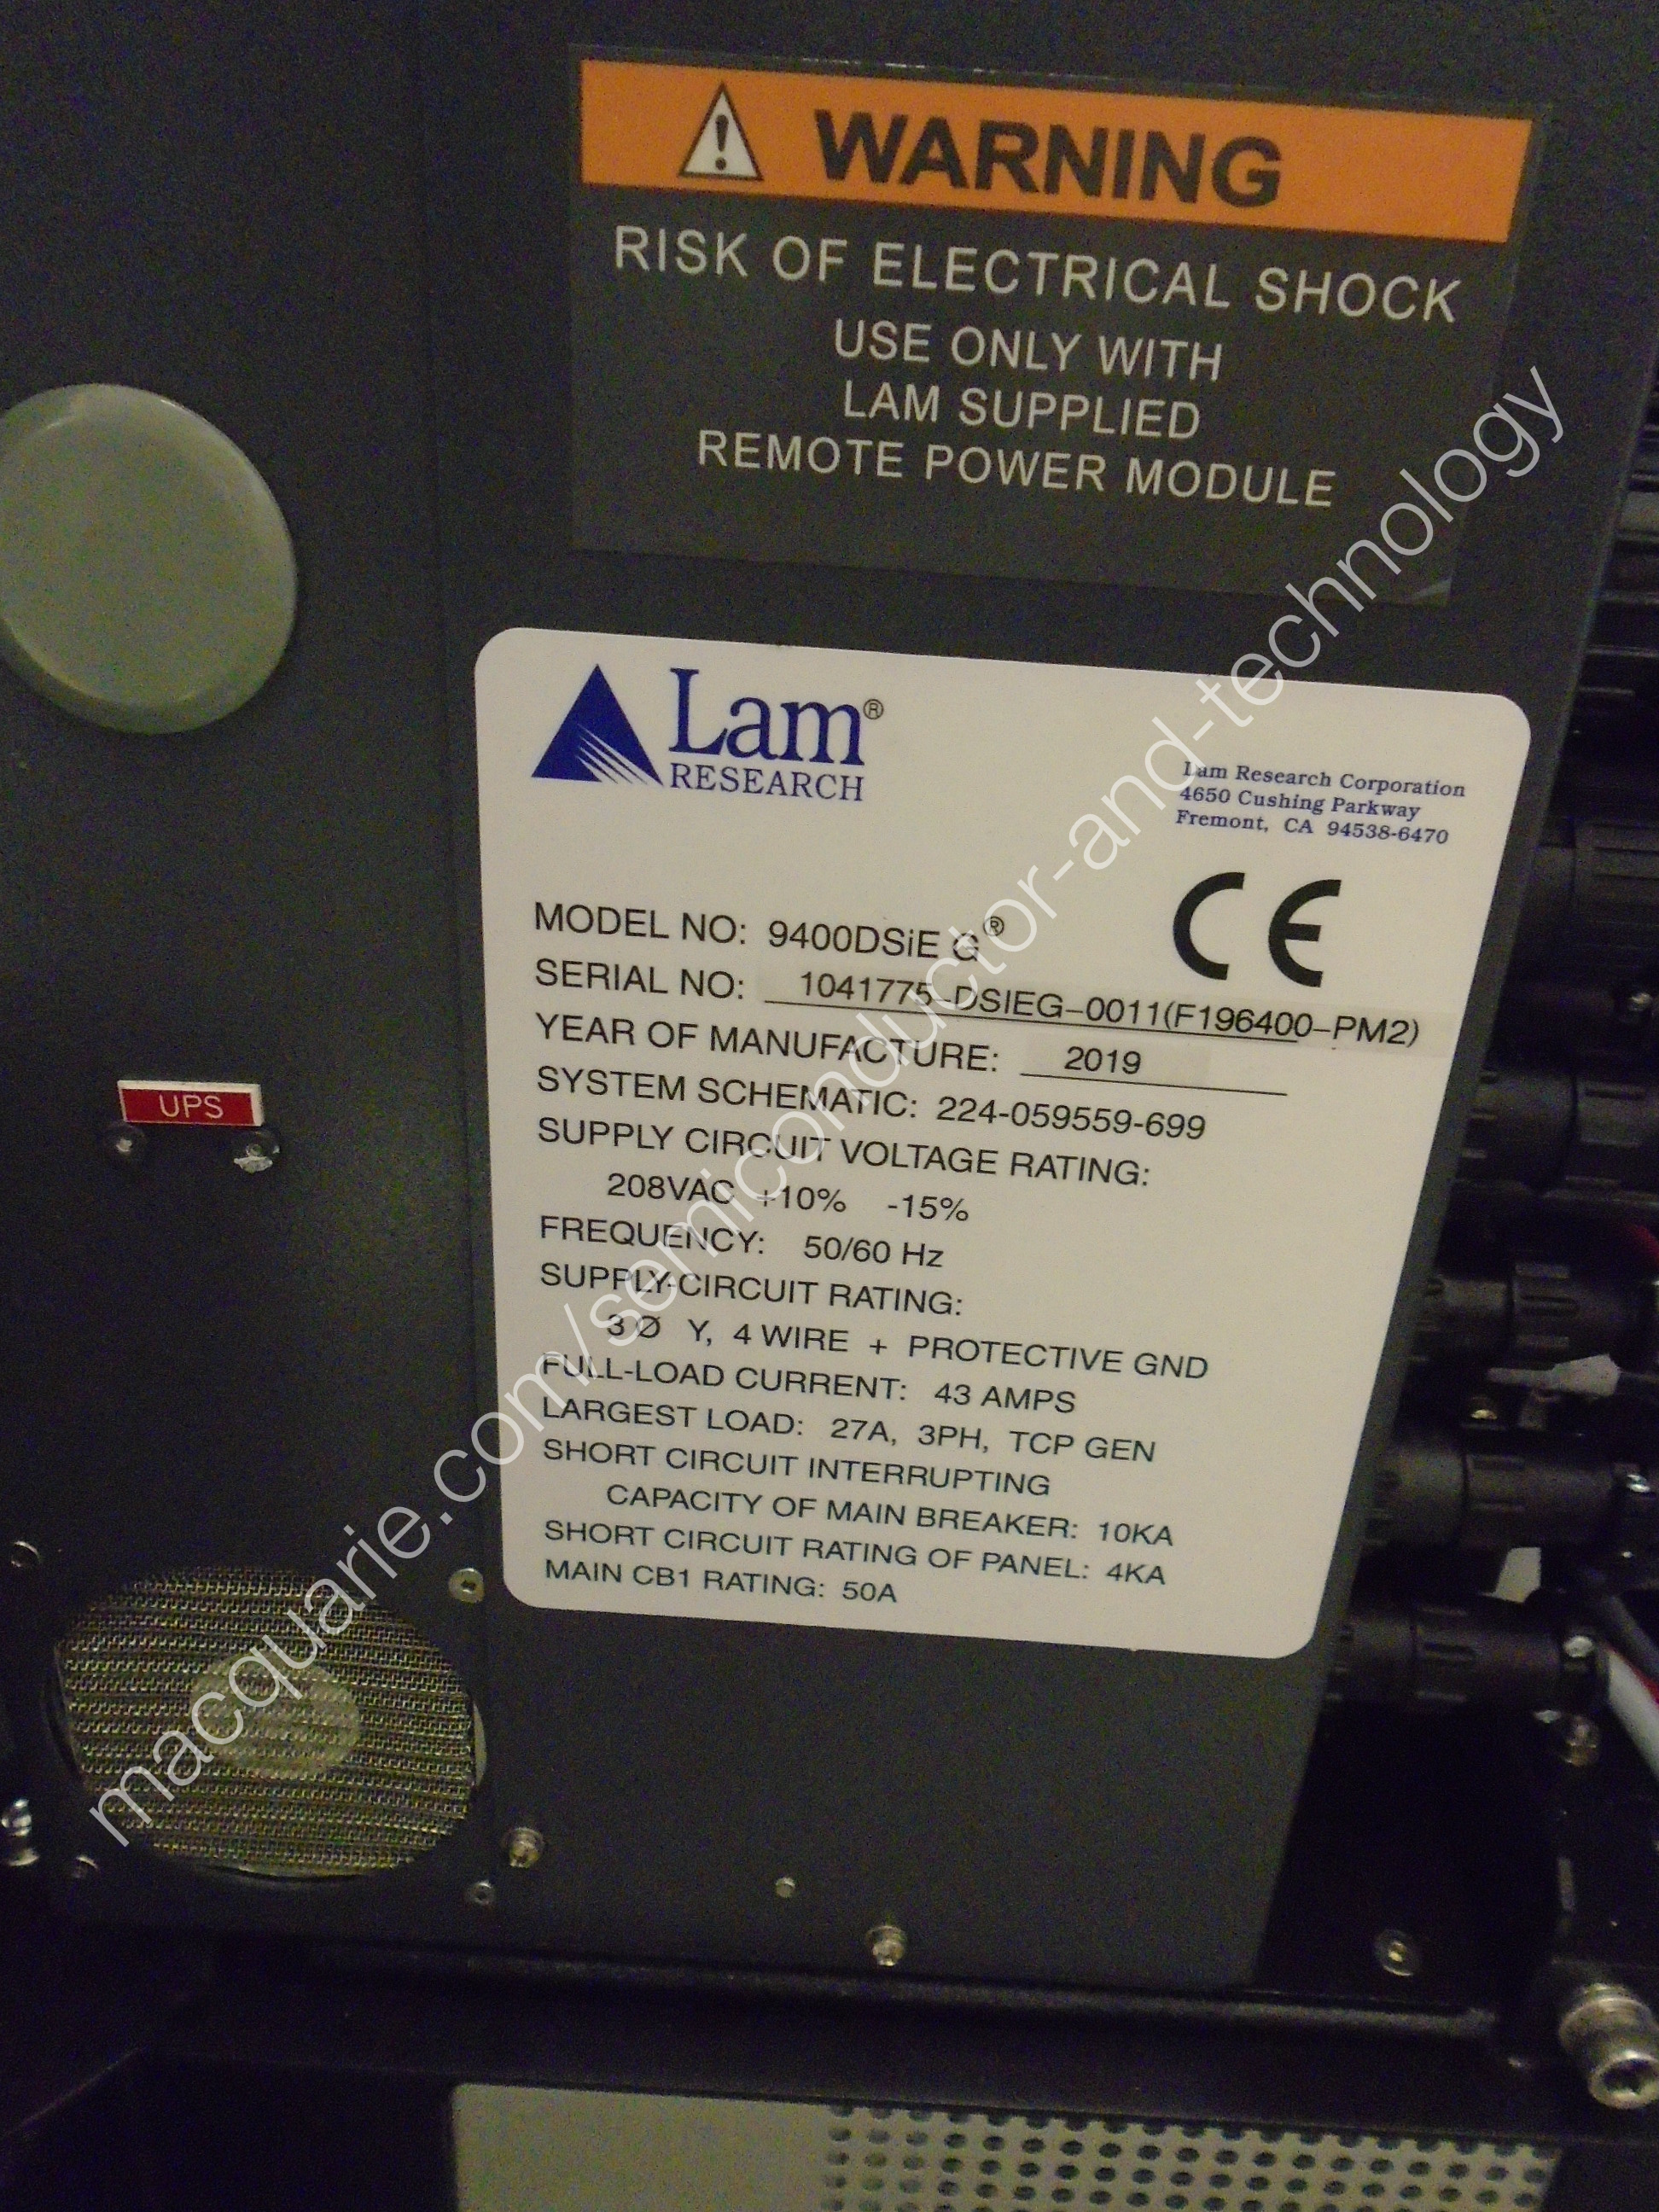 WARNING
RISK OF ELECTRICAL SHOCK
USE ONLY WITH
LAM SUPPLIED
REMOTE POWER MODULE
Lam®
RESEARCH
Lam Research Corporation
4650 Cushing Parkway
Fremont, CA 94538-6470
CE
MODEL NO: 9400DSiE G®
SERIAL NO: 1041775-DSIEG-0011(F196400-PM2)
YEAR OF MANUFACTURE: 2019
SYSTEM SCHEMATIC: 224-059559-699
SUPPLY CIRCUIT VOLTAGE RATING:
208VAC +10% -15%
FREQUENCY: 50/60 Hz
SUPPLY-CIRCUIT RATING:
3 Ø Y, 4 WIRE + PROTECTIVE GND
FULL-LOAD CURRENT: 43 AMPS
LARGEST LOAD: 27A, 3PH, TCP GEN
SHORT CIRCUIT INTERRUPTING
CAPACITY OF MAIN BREAKER: 10KA
SHORT CIRCUIT RATING OF PANEL: 4KA
MAIN CB1 RATING: 50A
UPS
macquarie.com/semiconductor-and-technology